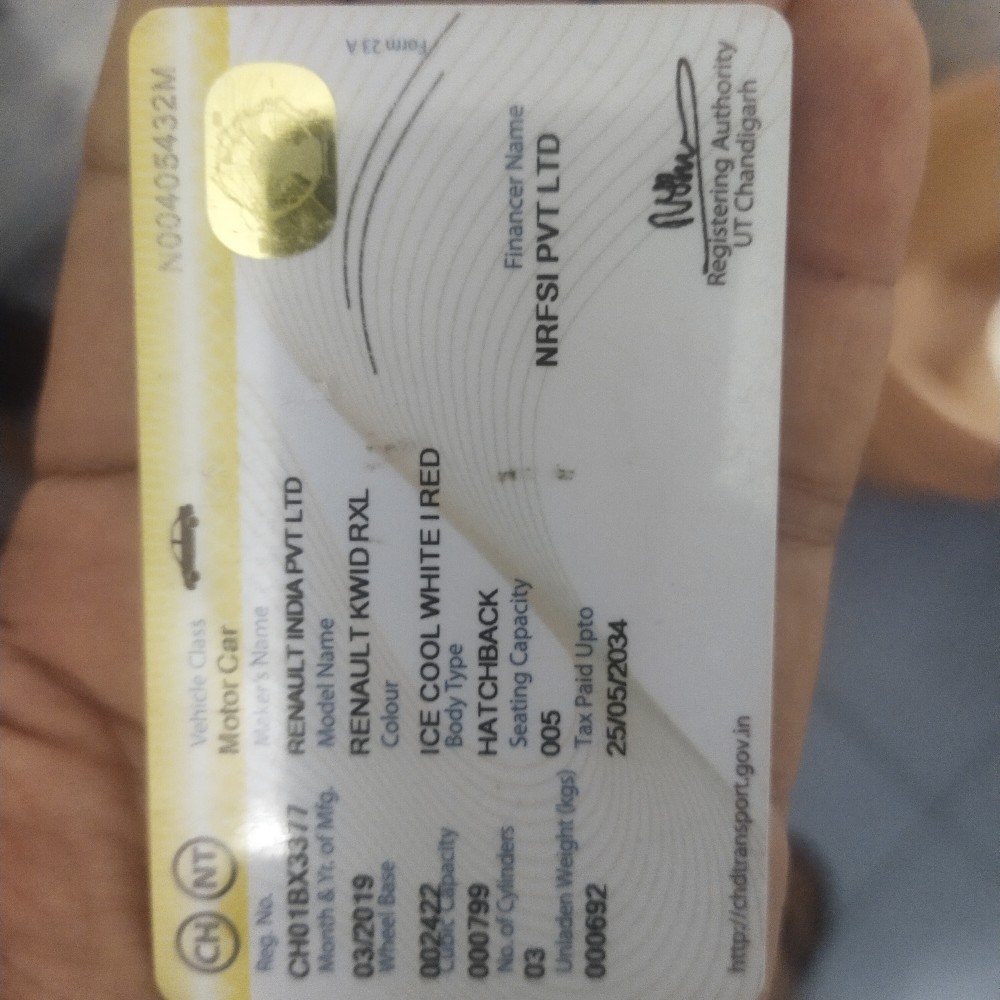 CH NT
Vehicle Class
Motor Car
N00405432M
Form 23 A
Reg. No.
CH01BX3377
Maker's Name
RENAULT INDIA PVT LTD
Month & Yr. of Mfg.
03/2019
Model Name
RENAULT KWID RXL
Wheel Base
002422
Colour
ICE COOL WHITE I RED
Cubic Capacity
000799
Body Type
HATCHBACK
No. of Cylinders
03
Seating Capacity
005
Unladen Weight (kgs)
000692
Tax Paid Upto
25/05/2034
Financer Name
NRFSI PVT LTD
Registering Authority
UT Chandigarh
http://chdtransport.gov.in